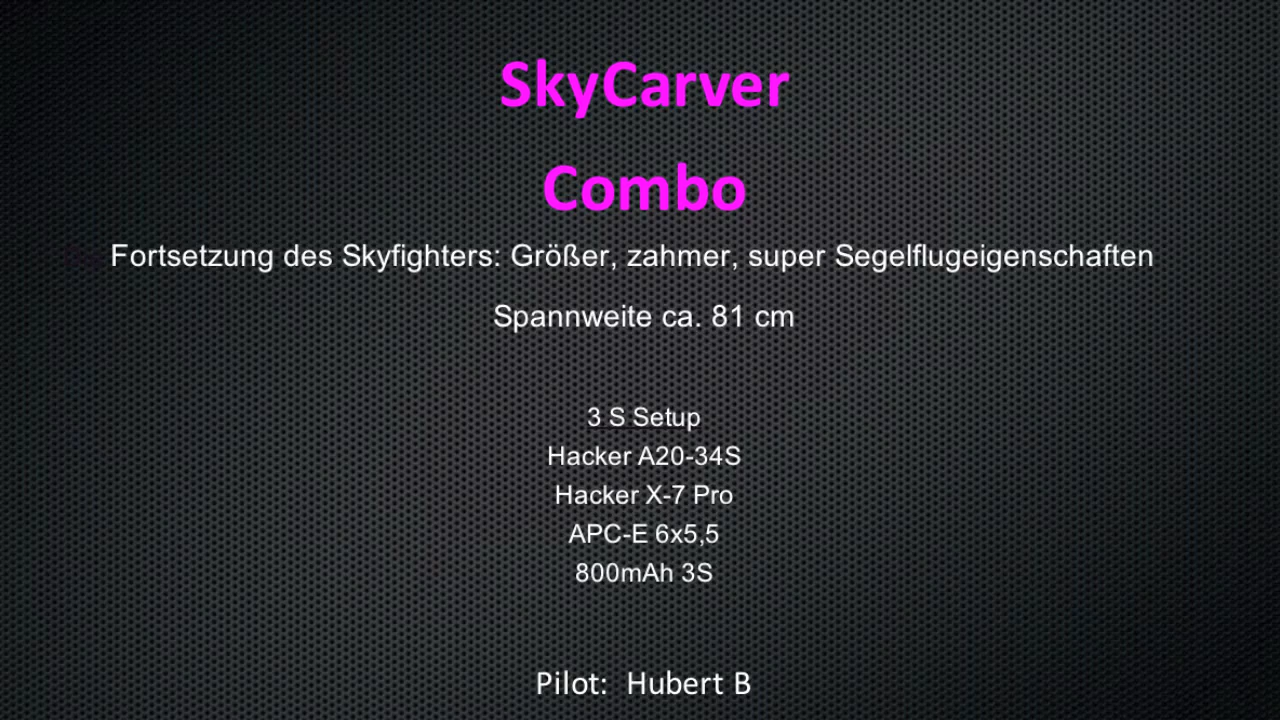 SkyCarver
Combo
Fortsetzung des Skyfighters: Größer, zahmer, super Segelflugeigenschaften
Spannweite ca. 81 cm
3 S Setup
Hacker A20-34S
Hacker X-7 Pro
APC-E 6x5,5
800mAh 3S
Pilot:  Hubert B